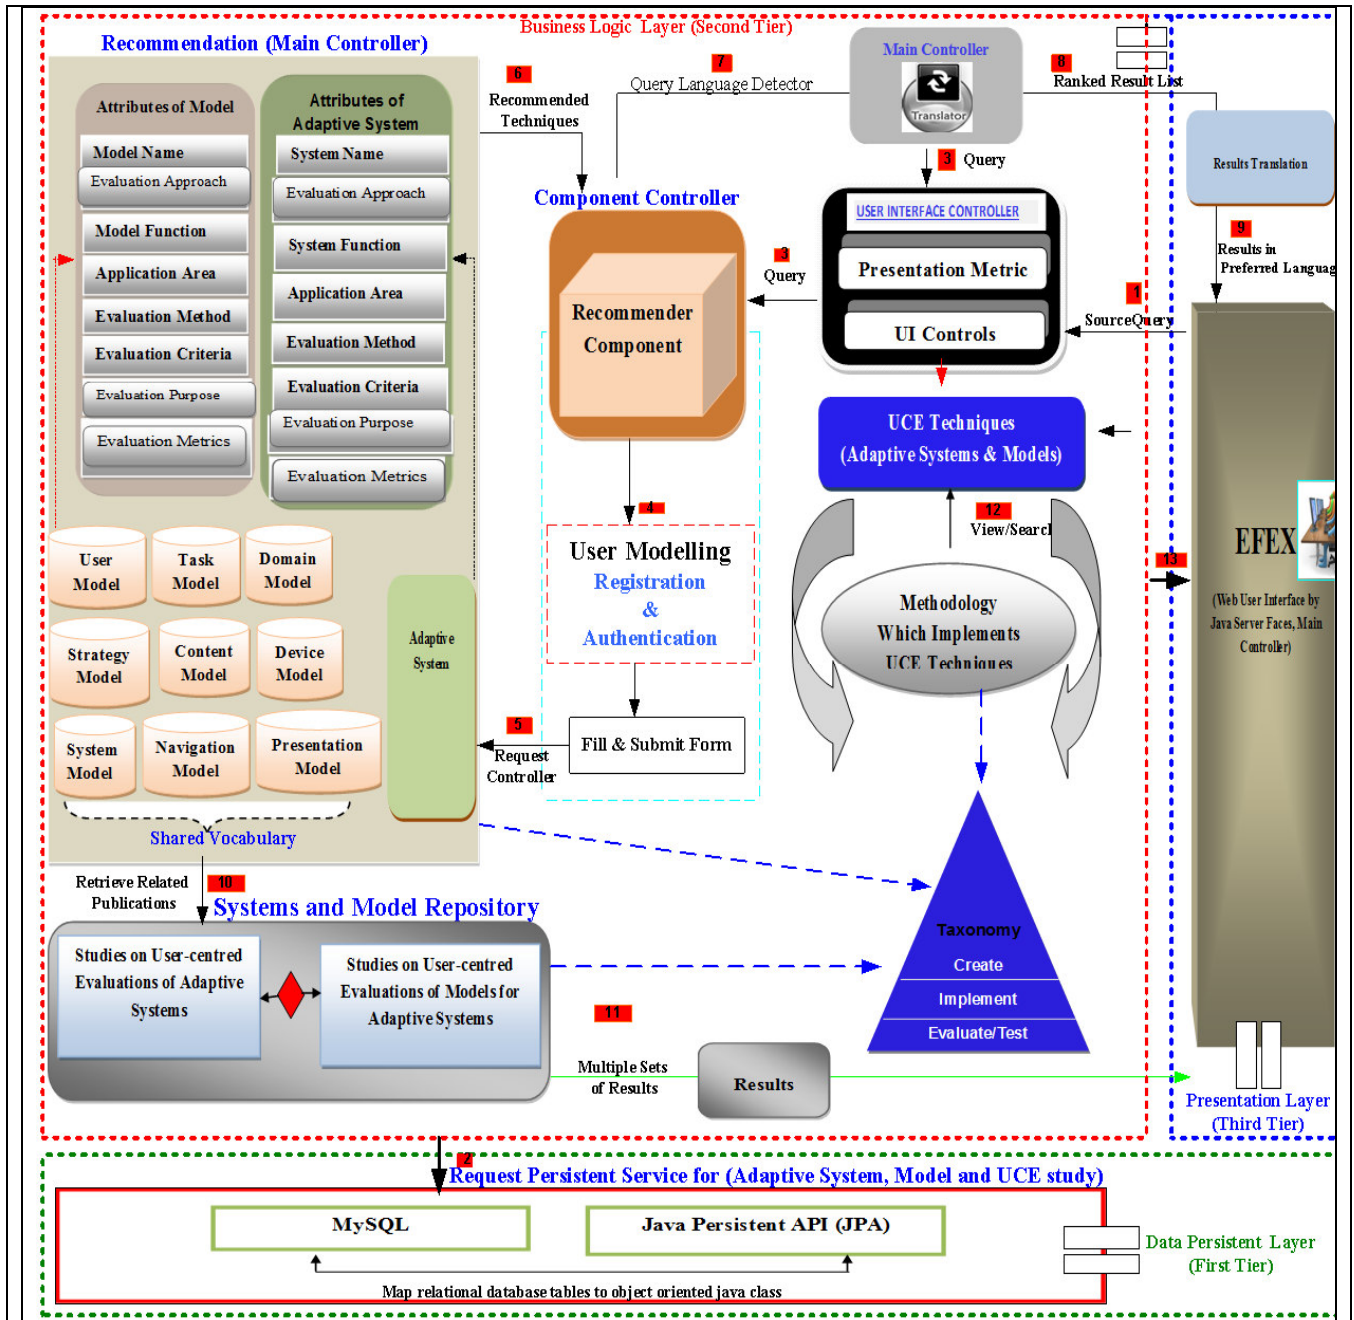 Business Logic Layer (Second Tier)
Recommendation (Main Controller)
Attributes of Model
Model Name
Evaluation Approach
Model Function
Application Area
Evaluation Method
Evaluation Criteria
Evaluation Purpose
Evaluation Metrics
Attributes of
Adaptive System
System Name
Evaluation Approach
System Function
Application Area
Evaluation Method
Evaluation Criteria
Evaluation Purpose
Evaluation Metrics
User
Model
Task
Model
Domain
Model
Strategy
Model
Content
Model
Device
Model
System
Model
Navigation
Model
Presentation
Model
Shared Vocabulary
Adaptive
System
6
Recommended
Techniques
7
Query Language Detector
Main Controller
Translator
8
Ranked Result List
3
Query
Results Translation
9
Results in
Preferred Languag
Component Controller
Recommender
Component
3
Query
USER INTERFACE CONTROLLER
Presentation Metric
UI Controls
1
SourceQuery
UCE Techniques
(Adaptive Systems & Models)
12
View/Search
Methodology
Which Implements
UCE Techniques
13
EFEX
(Web User Interface by
Java Server Faces, Main
Controller)
4
User Modelling
Registration
&
Authentication
Fill & Submit Form
5
Request
Controller
Retrieve Related
Publications
10
Systems and Model Repository
Studies on User-centred
Evaluations of Adaptive
Systems
Studies on User-centred
Evaluations of Models for
Adaptive Systems
Taxonomy
Create
Implement
Evaluate/Test
11
Multiple Sets
of Results
Results
Presentation Layer
(Third Tier)
2
Request Persistent Service for (Adaptive System, Model and UCE study)
MySQL
Java Persistent API (JPA)
Map relational database tables to object oriented java class
Data Persistent Layer
(First Tier)